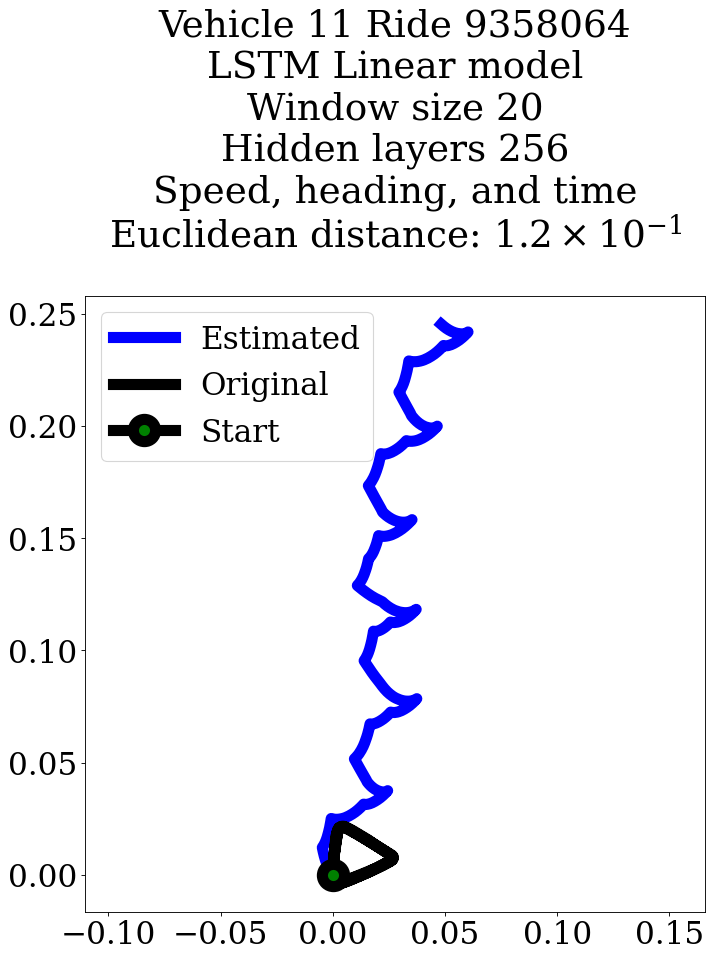 Vehicle 11 Ride 9358064
LSTM Linear model
Window size 20
Hidden layers 256
Speed, heading, and time
Euclidean distance: 1.2 × 10⁻¹
0.25
0.20
0.15
0.10
0.05
0.00
Estimated
Original
Start
−0.10 −0.05 0.00 0.05 0.10 0.15